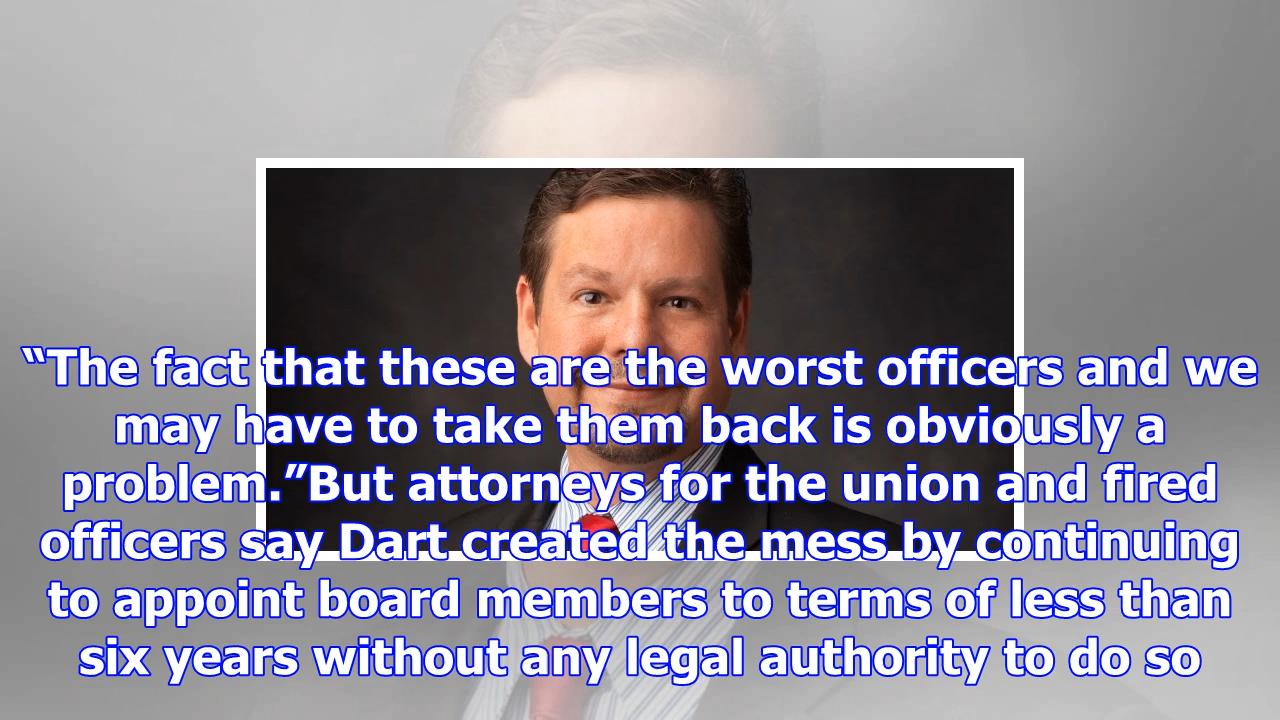 “The fact that these are the worst officers and we
may have to take them back is obviously a
problem.”But attorneys for the union and fired
officers say Dart created the mess by continuing
to appoint board members to terms of less than
six years without any legal authority to do so